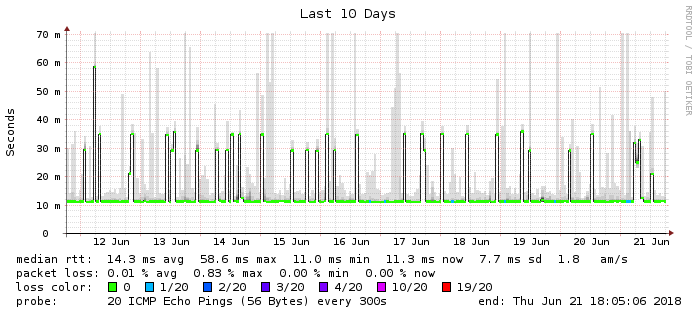 Last 10 Days
RRDTOOL / TOBI OETIKER
Seconds
70 m
60 m
50 m
40 m
30 m
20 m
10 m
0
12 Jun 13 Jun 14 Jun 15 Jun 16 Jun 17 Jun 18 Jun 19 Jun 20 Jun 21 Jun
median rtt: 14.3 ms avg 58.6 ms max 11.0 ms min 11.3 ms now 7.7 ms sd 1.8 am/s
packet loss: 0.01 % avg 0.83 % max 0.00 % min 0.00 % now
loss color: 0 1/20 2/20 3/20 4/20 10/20 19/20
probe: 20 ICMP Echo Pings (56 Bytes) every 300s end: Thu Jun 21 18:05:06 2018